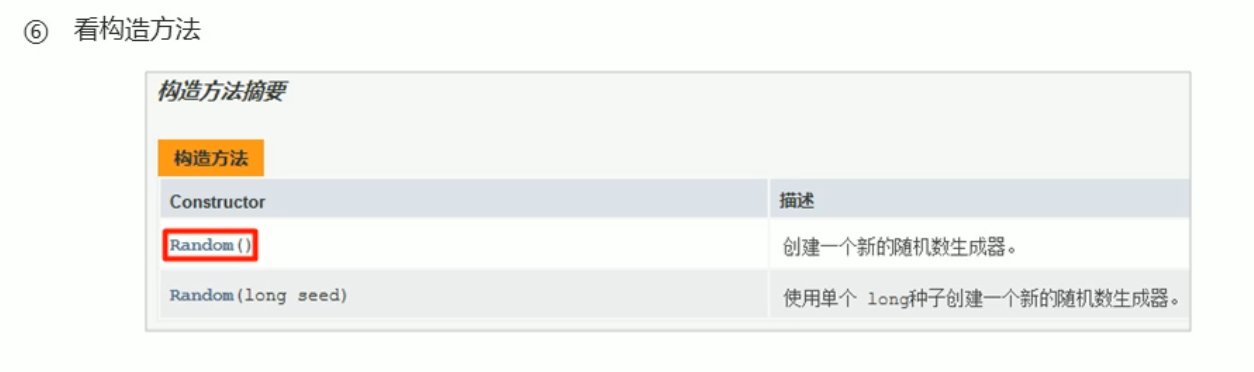 ⑥ 看构造方法
构造方法摘要
构造方法
Constructor 描述
Random() 创建一个新的随机数生成器。
Random(long seed) 使用单个 long种子创建一个新的随机数生成器。